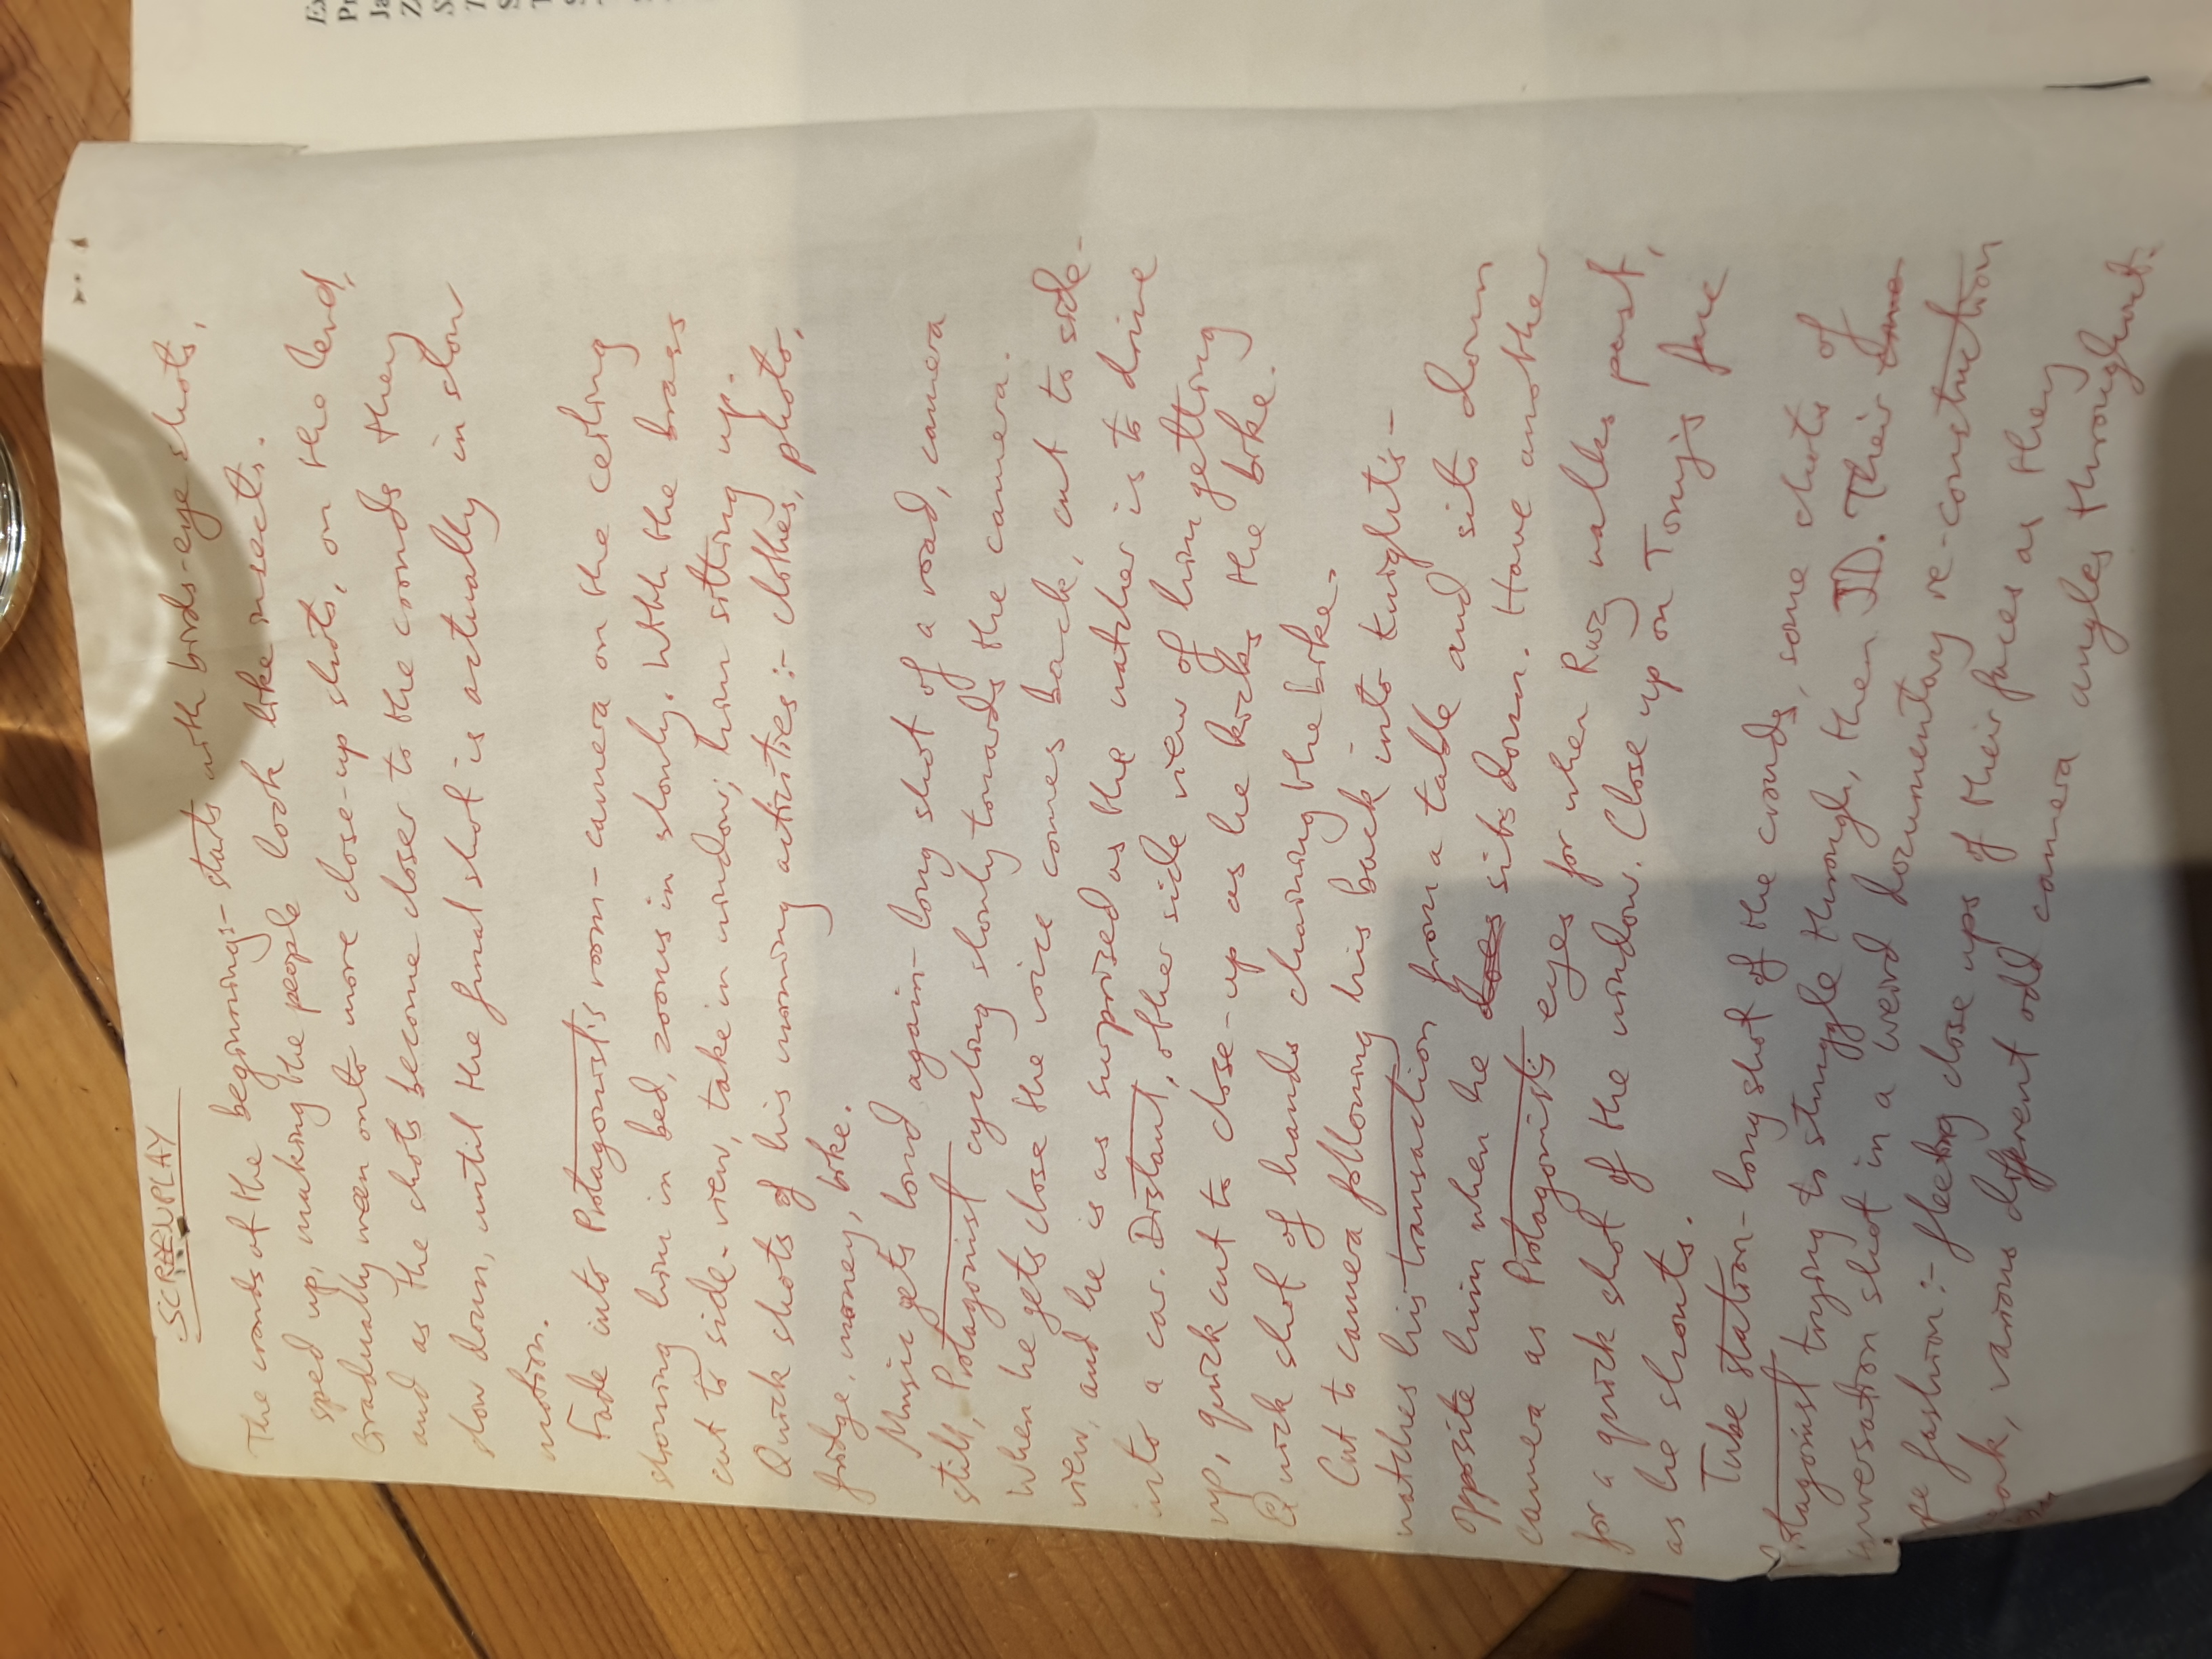 SCREENPLAY
The crowds of the beginning:- starts with birds-eye shots,
sped up, making the people look like insects.
Gradually ween onto more close-up shots, on the level,
and as the shots become closer to the crowds they
slow down, until the final shot is actually in slow
motion.
Fade into Protagonist's room - camera on the ceiling
showing him in bed, zooms in slowly. With the brass
cut to side-view, take in window; him sitting up.
Quick shots of his morning activities:- clothes, photo,
fridge, money, bike.
Music gets loud again - long shot of a road, camera
still, Protagonist cycling slowly towards the camera.
When he gets close the voice comes back, cut to side-
view, and he is as surprised as the watcher is to drive
into a car. Distant, other side view of him getting
up, quick cut to close-up as he kicks the bike.
Quick shot of hands chaining the bike.
Cut to camera following his back into Knight's -
watches his transaction from a table and sits down
opposite him when he does sits down. Have another
camera as Protagonist's eyes for when Ruiz walks past,
for a quick shot of the window. Close up on Tony's face
as he shouts.
Tube station - long shot of the crowds, some shots of
Protagonist trying to struggle through, then JD. Their conve
onversation shot in a weird documentary re-construction
pe fashion:- fleeting close ups of their faces as they
eak, various different odd camera angles throughout.
Ex
Pr
Ja
Z
S
T
S
T
S